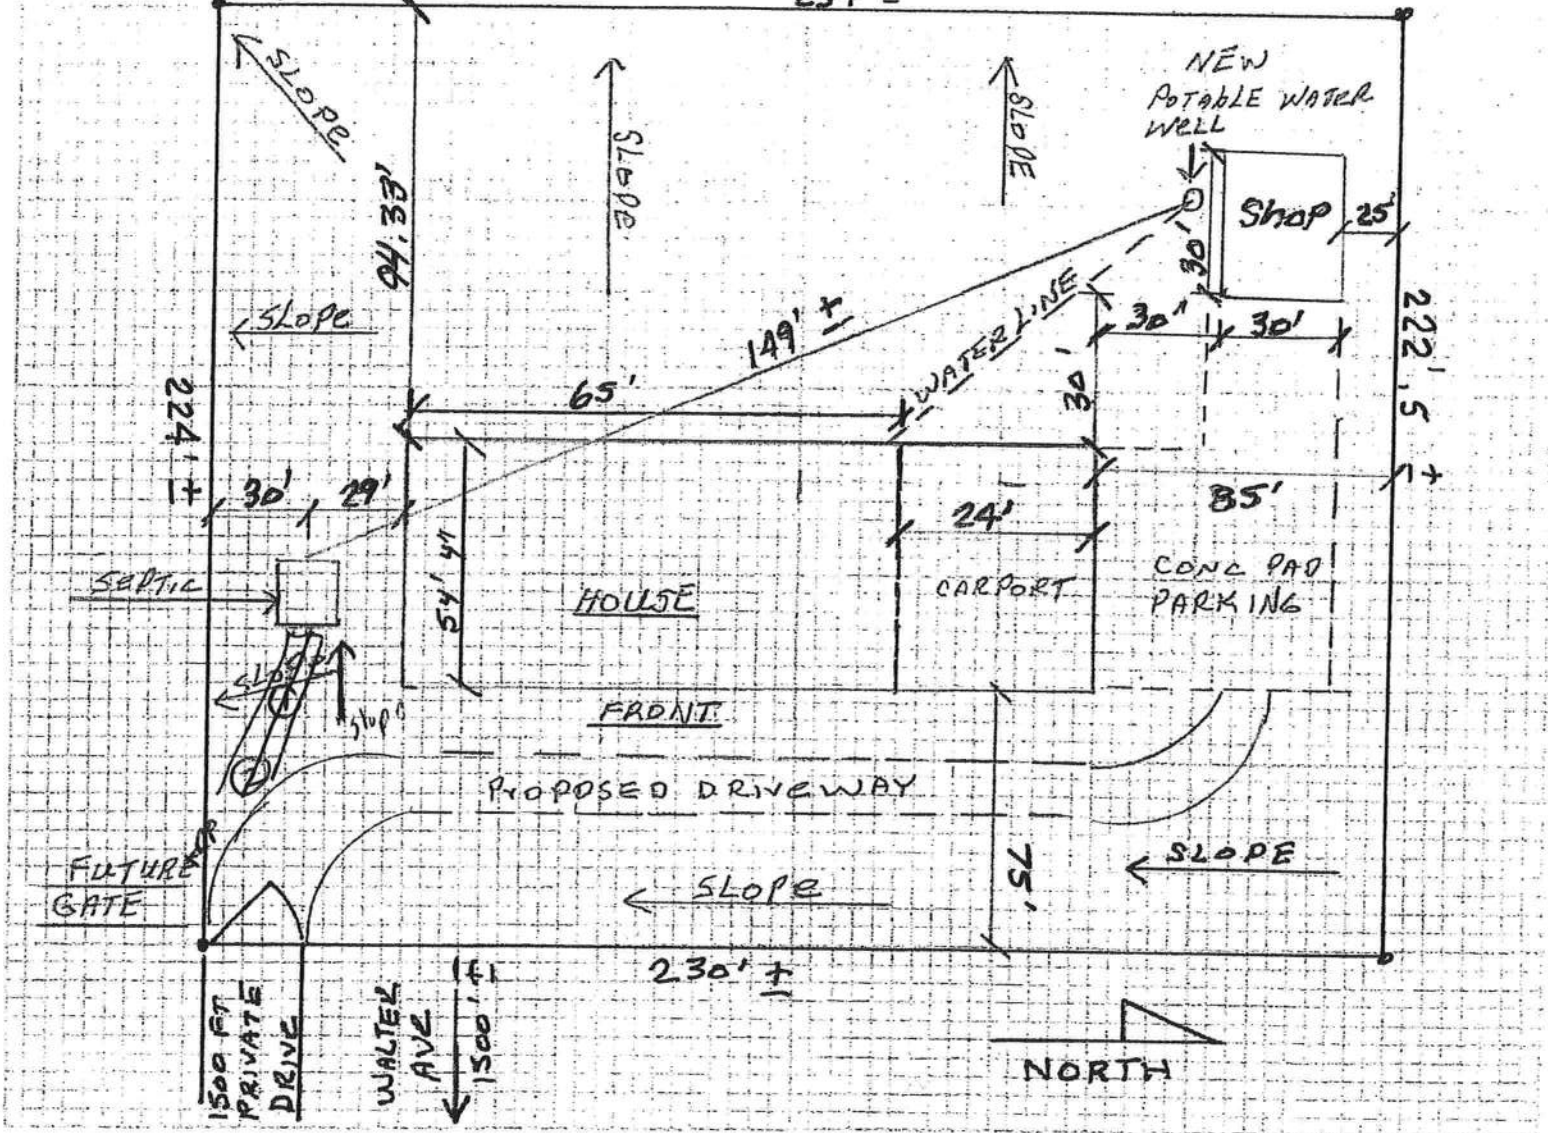 SLOPE
SLOPE
SLOPE
NEW
POTABLE WATER
WELL
94.33'
Shop
25'
30'
SLOPE
149' ±
WATER LINE
30'
30'
30'
222'.5 ±
224' ±
65'
30'
29'
54' 4"
24'
85'
SEPTIC
HOUSE
CARPORT
CONC PAD
PARKING
SLOPE
Slope
FRONT
PROPOSED DRIVEWAY
FUTURE
GATE
SLOPE
SLOPE
75'
230' ±
1500 FT
PRIVATE
DRIVE
WALTER
AVE
1500'
NORTH